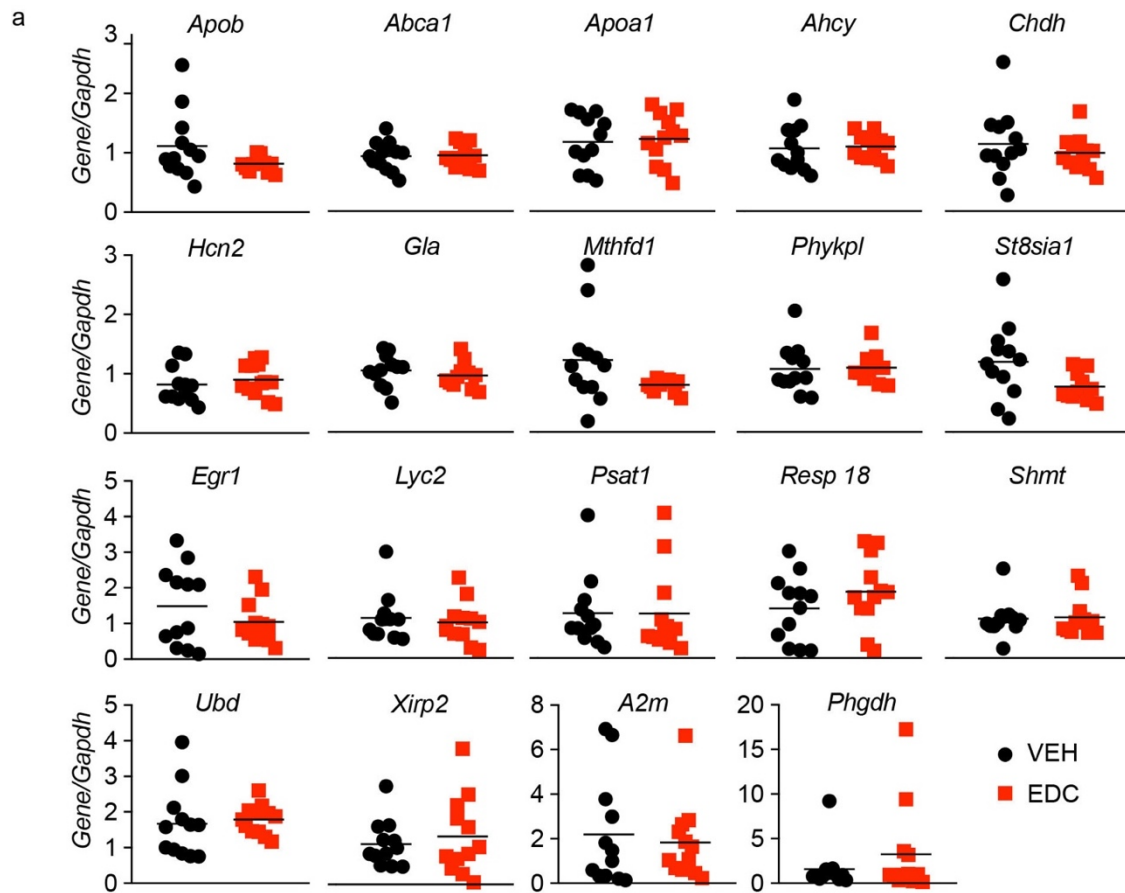 a
Apob Abca1 Apoa1 Ahcy Chdh
Gene/Gapdh
3
2
1
0
Hcn2 Gla Mthfd1 Phykpl St8sia1
Gene/Gapdh
3
2
1
0
Egr1 Lyc2 Psat1 Resp 18 Shmt
Gene/Gapdh
5
4
3
2
1
0
Ubd Xirp2 A2m Phgdh
Gene/Gapdh
5
4
3
2
1
0
8
6
4
2
0
20
15
10
5
0
VEH
EDC